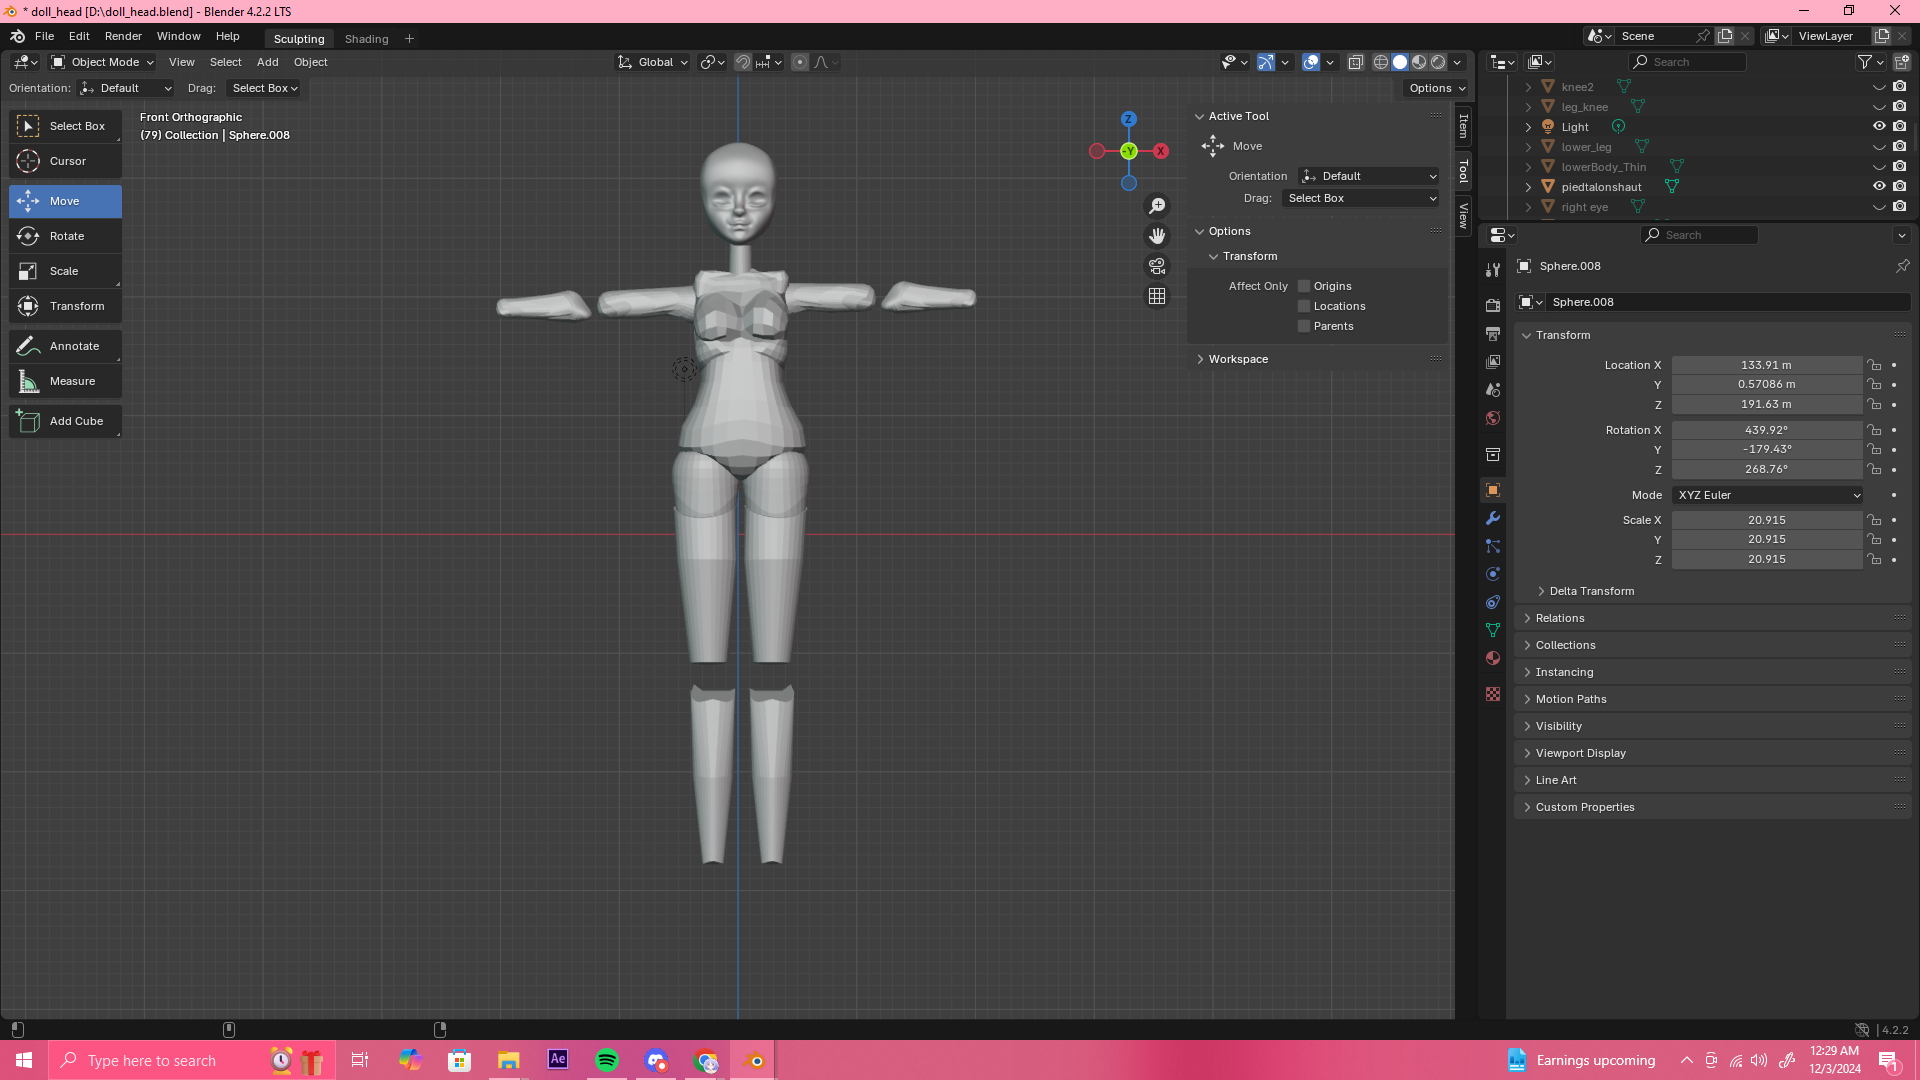 * doll_head [D:\doll_head.blend] - Blender 4.2.2 LTS
File Edit Render Window Help Sculpting Shading + Scene ViewLayer
Object Mode View Select Add Object Global Search
Orientation: Default Drag: Select Box Options
Select Box
Cursor
Move
Rotate
Scale
Transform
Annotate
Measure
Add Cube
Front Orthographic
(79) Collection | Sphere.008
Z
-Y X
Active Tool
Move
Orientation Default
Drag: Select Box
Options
Transform
Affect Only Origins
Locations
Parents
Workspace
Item
Tool
View
knee2
leg_knee
Light
lower_leg
lowerBody_Thin
piedtalonshaut
right eye
Search
Sphere.008
Sphere.008
Transform
Location X 133.91 m
Y 0.57086 m
Z 191.63 m
Rotation X 439.92°
Y -179.43°
Z 268.76°
Mode XYZ Euler
Scale X 20.915
Y 20.915
Z 20.915
Delta Transform
Relations
Collections
Instancing
Motion Paths
Visibility
Viewport Display
Line Art
Custom Properties
4.2.2
Type here to search
Ae
Earnings upcoming
12:29 AM
12/3/2024
1